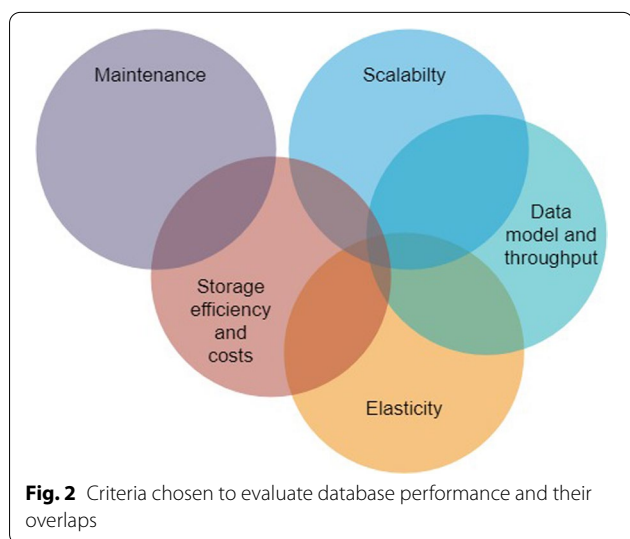 Maintenance
Scalabilty
Data
model and
throughput
Storage
efficiency
and
costs
Elasticity
Fig. 2 Criteria chosen to evaluate database performance and their
overlaps